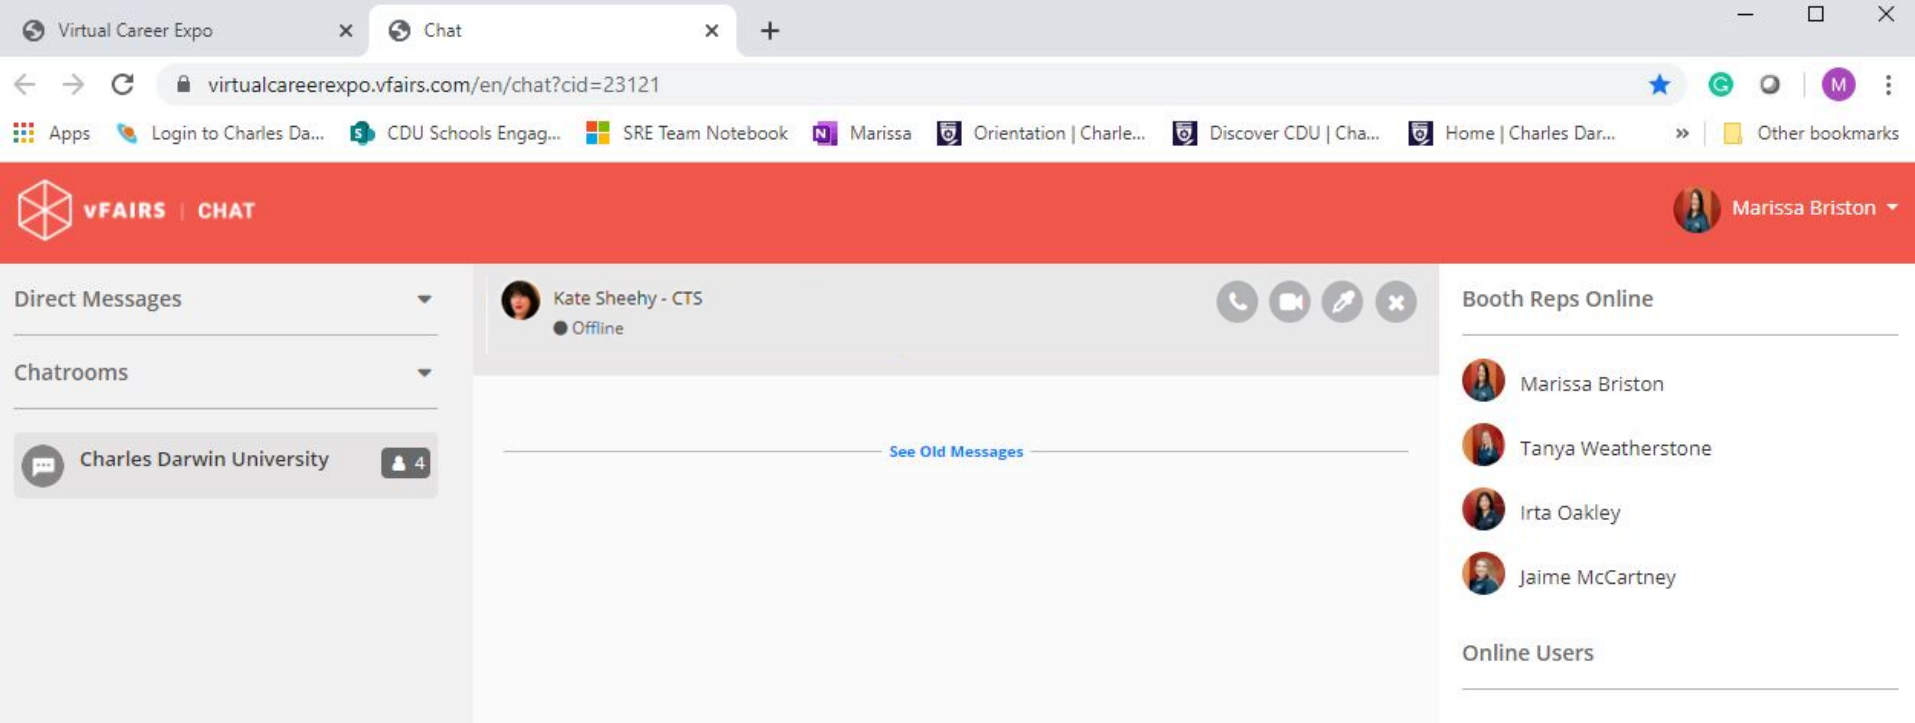 Virtual Career Expo
Chat
virtualcareerexpo.vfairs.com/en/chat?cid=23121
G
M
Apps
Login to Charles Da...
S
CDU Schools Engag...
SRE Team Notebook
N
Marissa
Orientation | Charle...
Discover CDU | Cha...
Home | Charles Dar...
»
Other bookmarks
vFAIRS | CHAT
Marissa Briston
Direct Messages
Chatrooms
Charles Darwin University
4
Kate Sheehy - CTS
Offline
See Old Messages
Booth Reps Online
Marissa Briston
Tanya Weatherstone
Irta Oakley
Jaime McCartney
Online Users